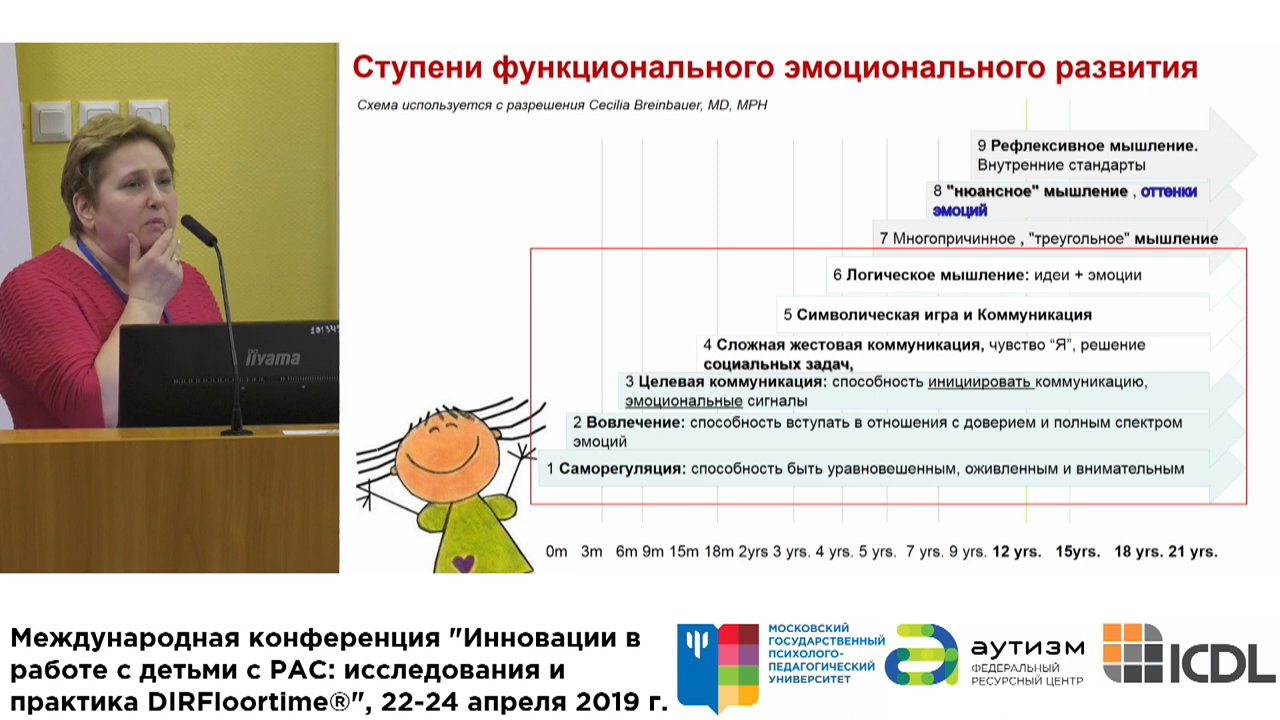 Ступени функционального эмоционального развития
Схема используется с разрешения Cecilia Breinbauer, MD, MPH
9 Рефлексивное мышление.
Внутренние стандарты
8 "нюансное" мышление , оттенки
эмоций
7 Многопричинное , "треугольное" мышление
6 Логическое мышление: идеи + эмоции
5 Символическая игра и Коммуникация
4 Сложная жестовая коммуникация, чувство “Я”, решение
социальных задач,
3 Целевая коммуникация: способность инициировать коммуникацию,
эмоциональные сигналы
2 Вовлечение: способность вступать в отношения с доверием и полным спектром
эмоций
1 Саморегуляция: способность быть уравновешенным, оживленным и внимательным
0m 3m 6m 9m 15m 18m 2yrs 3 yrs. 4 yrs. 5 yrs. 7 yrs. 9 yrs. 12 yrs. 15yrs. 18 yrs. 21 yrs.
iiyama
Международная конференция "Инновации в
работе с детьми с РАС: исследования и
практика DIRFloortime®", 22-24 апреля 2019 г.
МОСКОВСКИЙ
ГОСУДАРСТВЕННЫЙ
ПСИХОЛОГО-
ПЕДАГОГИЧЕСКИЙ
УНИВЕРСИТЕТ
аутизм
ФЕДЕРАЛЬНЫЙ
РЕСУРСНЫЙ ЦЕНТР
ICDL